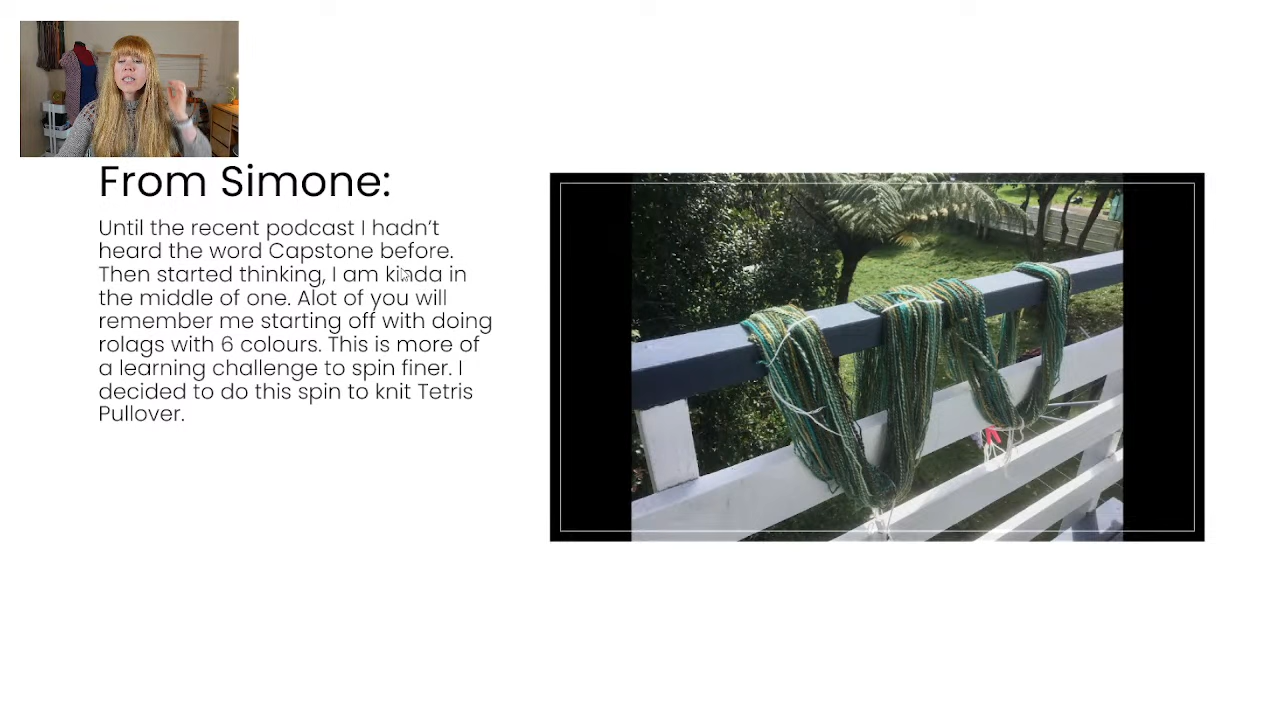 From Simone:
Until the recent podcast I hadn’t
heard the word Capstone before.
Then started thinking, I am kinda in
the middle of one. Alot of you will
remember me starting off with doing
rolags with 6 colours. This is more of
a learning challenge to spin finer. I
decided to do this spin to knit Tetris
Pullover.